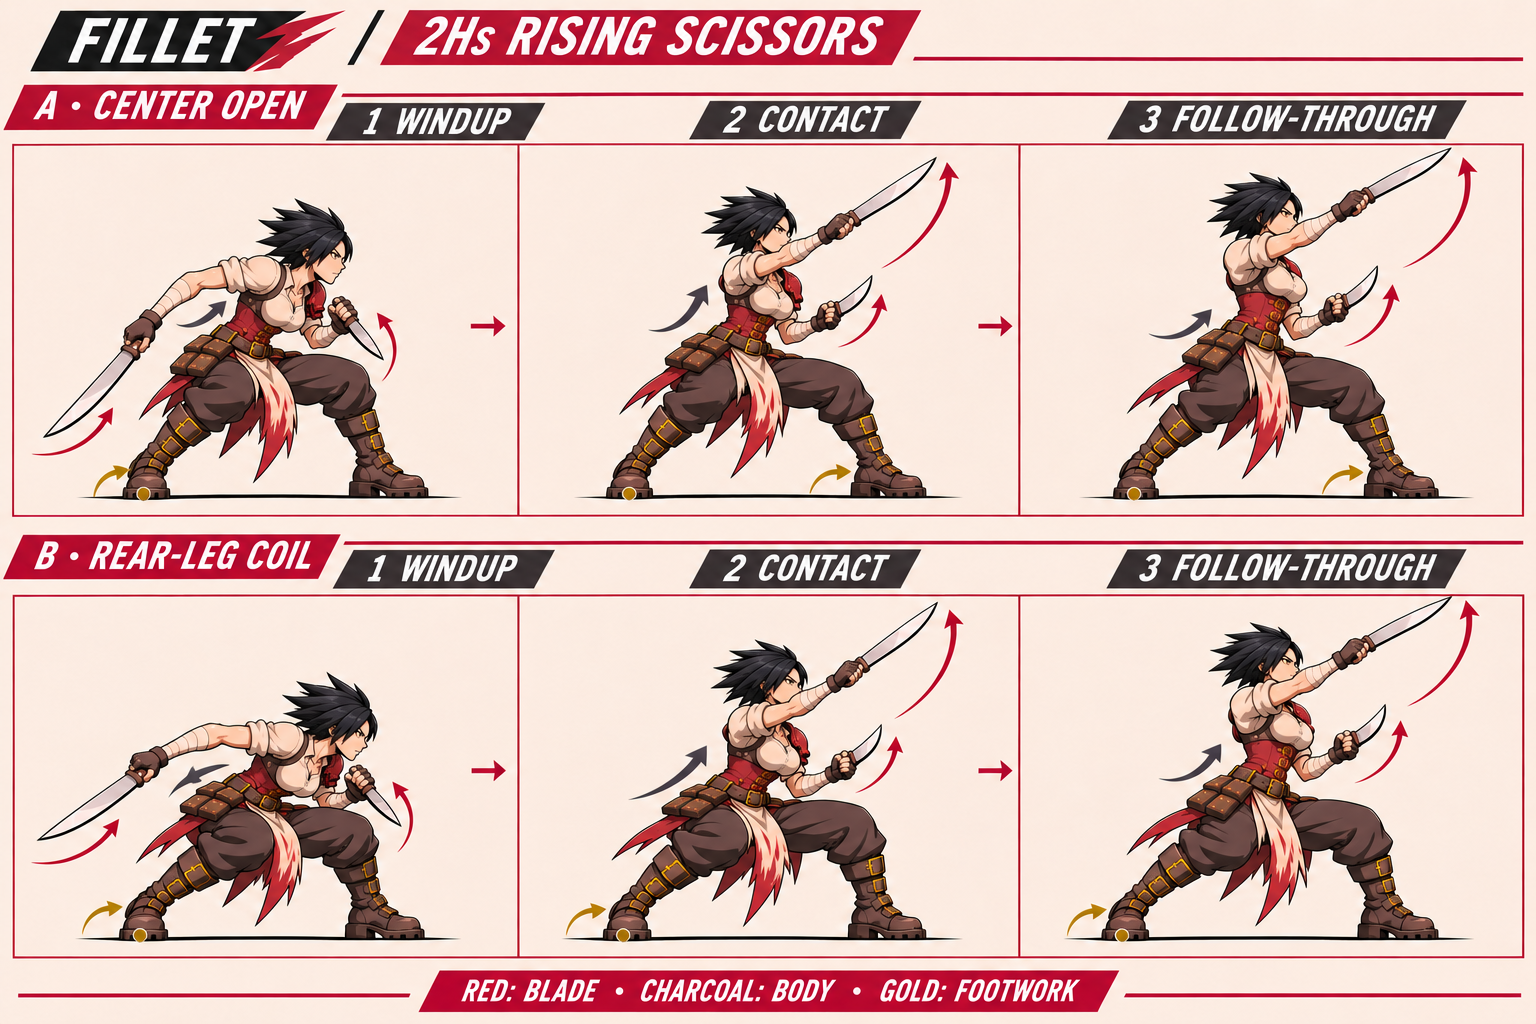 FILLET / 2Hs RISING SCISSORS
A • CENTER OPEN
1 WINDUP
2 CONTACT
3 FOLLOW-THROUGH
B • REAR-LEG COIL
1 WINDUP
2 CONTACT
3 FOLLOW-THROUGH
RED: BLADE • CHARCOAL: BODY • GOLD: FOOTWORK